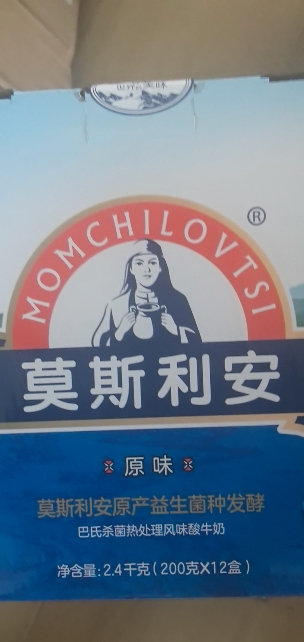 MOMCHILOVTSI
®
莫斯利安
原味
莫斯利安原产益生菌种发酵
巴氏杀菌热处理风味酸牛奶
净含量:2.4千克(200克X12盒)